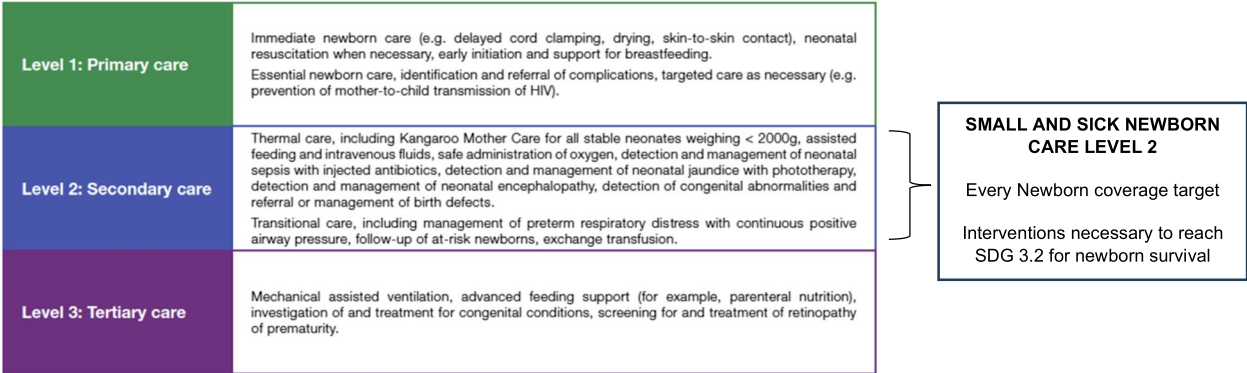 Level 1: Primary care
Immediate newborn care (e.g. delayed cord clamping, drying, skin-to-skin contact), neonatal
resuscitation when necessary, early initiation and support for breastfeeding.
Essential newborn care, identification and referral of complications, targeted care as necessary (e.g.
prevention of mother-to-child transmission of HIV).
Level 2: Secondary care
Thermal care, including Kangaroo Mother Care for all stable neonates weighing < 2000g, assisted
feeding and intravenous fluids, safe administration of oxygen, detection and management of neonatal
sepsis with injected antibiotics, detection and management of neonatal jaundice with phototherapy,
detection and management of neonatal encephalopathy, detection of congenital abnormalities and
referral or management of birth defects.
Transitional care, including management of preterm respiratory distress with continuous positive
airway pressure, follow-up of at-risk newborns, exchange transfusion.
SMALL AND SICK NEWBORN
CARE LEVEL 2
Every Newborn coverage target
Interventions necessary to reach
SDG 3.2 for newborn survival
Level 3: Tertiary care
Mechanical assisted ventilation, advanced feeding support (for example, parenteral nutrition),
investigation of and treatment for congenital conditions, screening for and treatment of retinopathy
of prematurity.